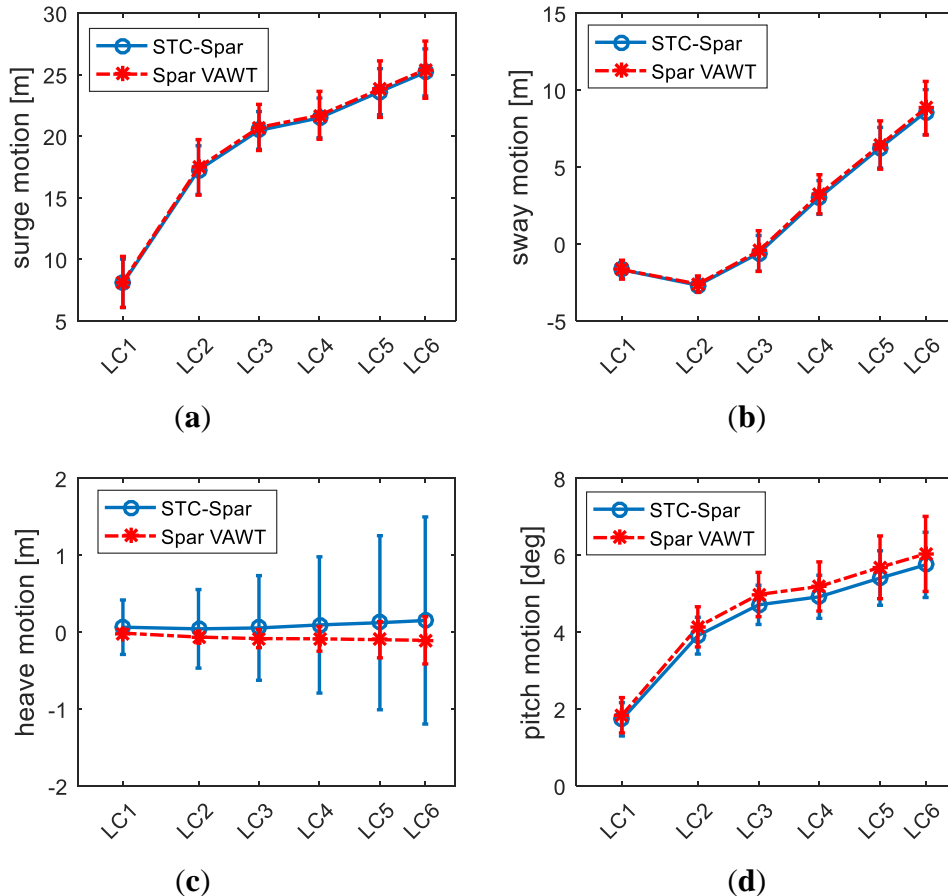 30
25
20
15
10
5
surge motion [m]
STC-Spar
Spar VAWT
LC1
LC2
LC3
LC4
LC5
LC6
(a)
15
10
5
0
-5
sway motion [m]
STC-Spar
Spar VAWT
LC1
LC2
LC3
LC4
LC5
LC6
(b)
2
1
0
-1
-2
heave motion [m]
STC-Spar
Spar VAWT
LC1
LC2
LC3
LC4
LC5
LC6
(c)
8
6
4
2
0
pitch motion [deg]
STC-Spar
Spar VAWT
LC1
LC2
LC3
LC4
LC5
LC6
(d)